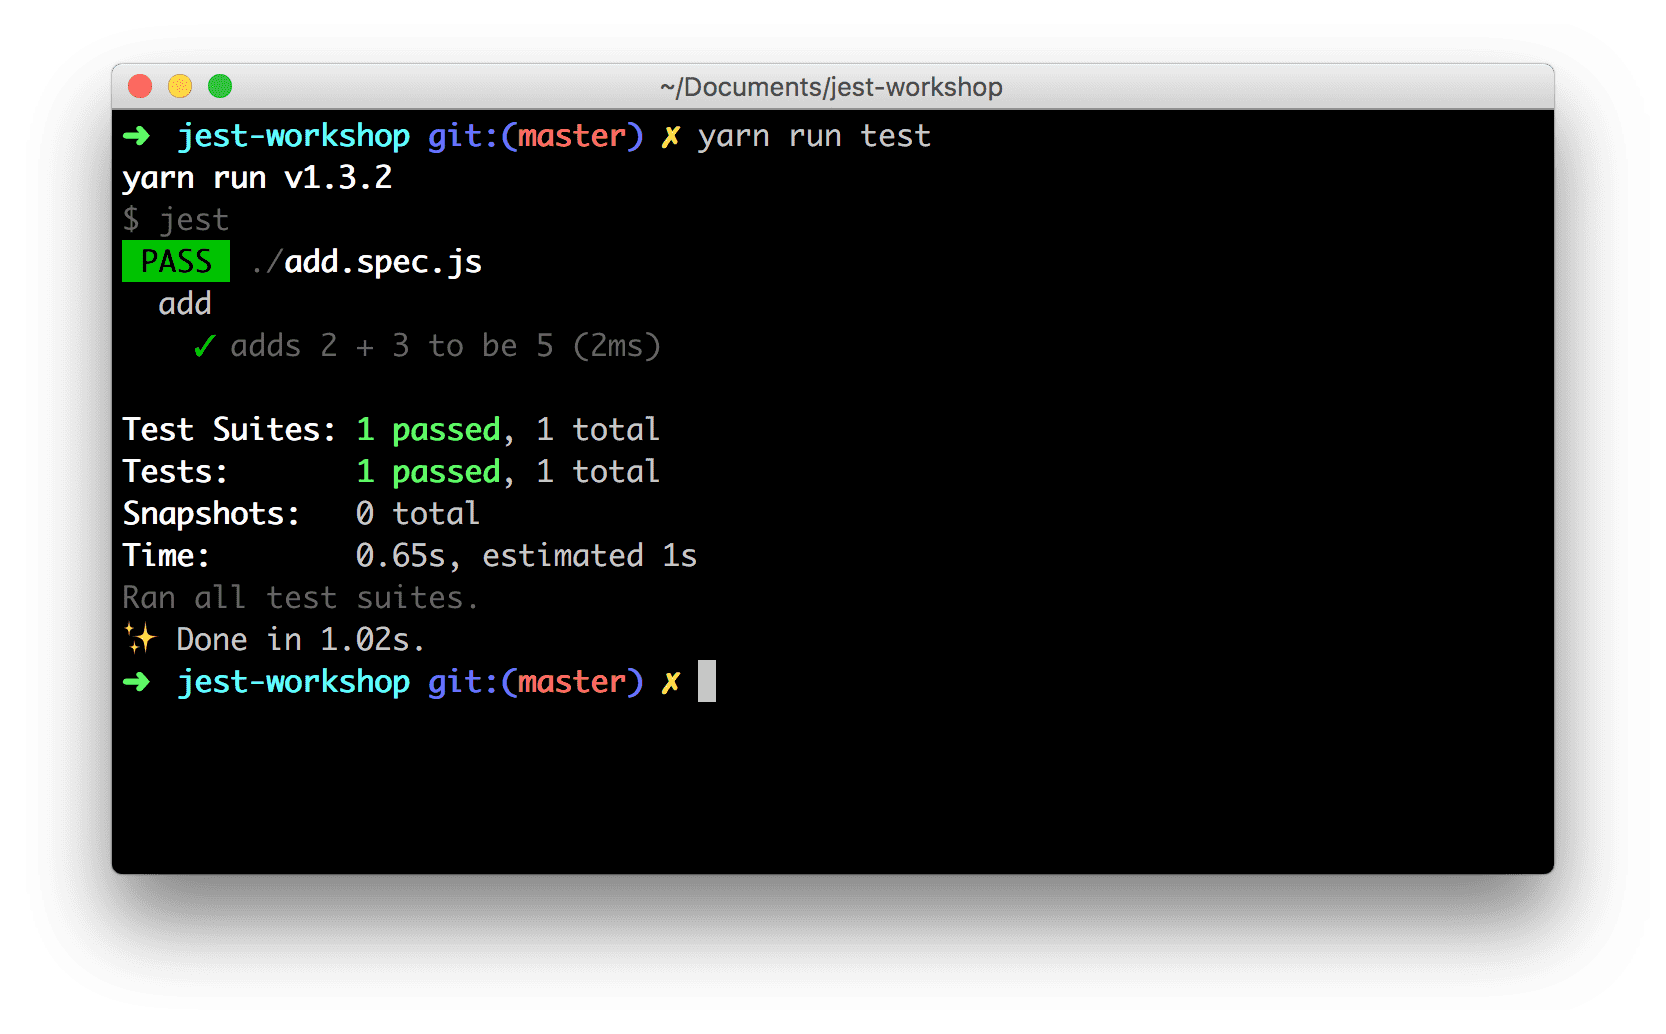 ~/Documents/jest-workshop
➜ jest-workshop git:(master) ✗ yarn run test
yarn run v1.3.2
$ jest
PASS ./add.spec.js
add
✓ adds 2 + 3 to be 5 (2ms)
Test Suites: 1 passed, 1 total
Tests: 1 passed, 1 total
Snapshots: 0 total
Time: 0.65s, estimated 1s
Ran all test suites.
✨ Done in 1.02s.
➜ jest-workshop git:(master) ✗